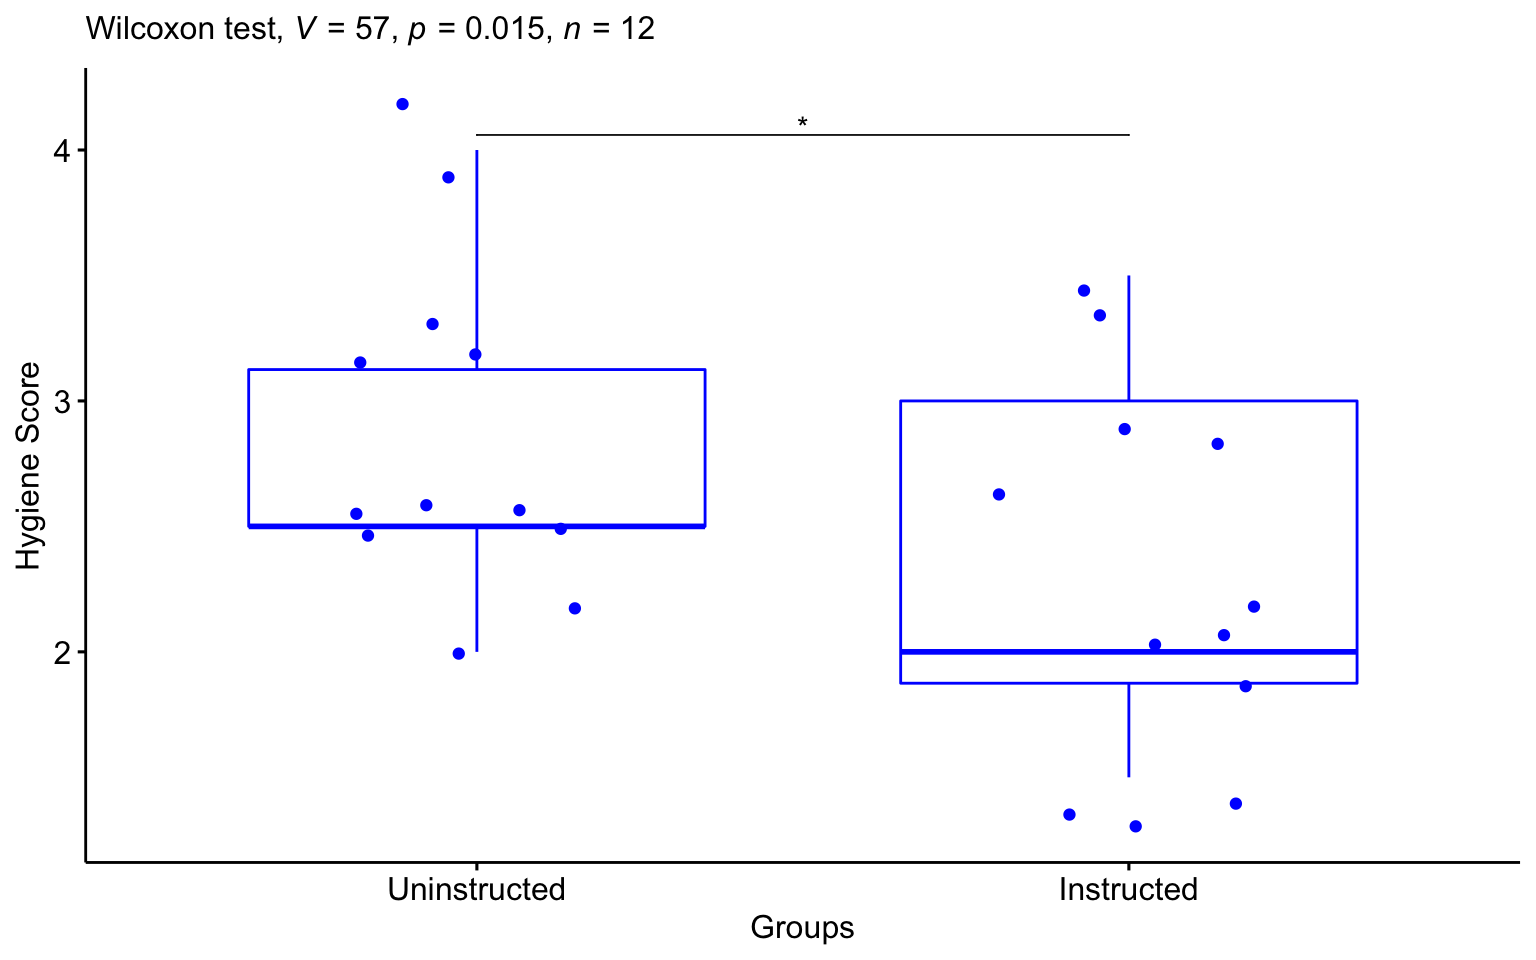 Wilcoxon test, V = 57, p = 0.015, n = 12
*
4
3
2
Hygiene Score
Uninstructed
Instructed
Groups